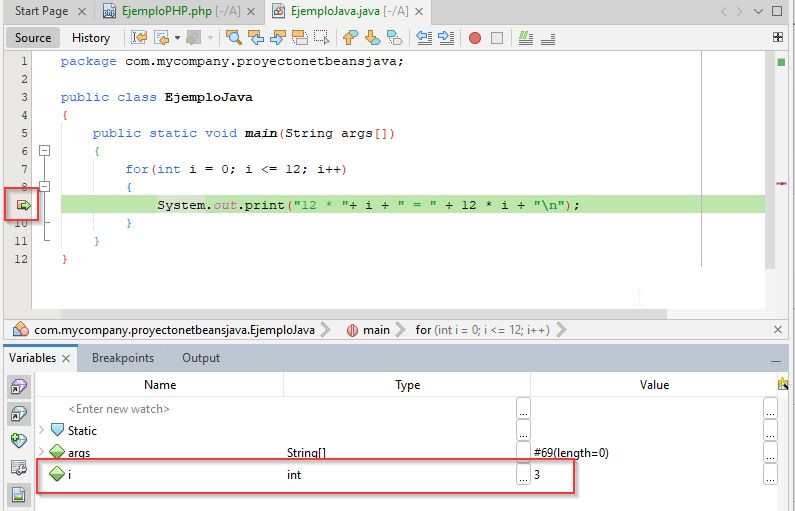 Start Page EjemploPHP.php [-/A] EjemploJava.java [-/A]
Source History
1 package com.mycompany.proyectonetbeansjava;
2
3 public class EjemploJava
4 {
5 public static void main(String args[])
6 {
7 for(int i = 0; i <= 12; i++)
8 {
System.out.print("12 * "+ i + " = " + 12 * i + "\n");
10 }
11 }
12 }
com.mycompany.proyectonetbeansjava.EjemploJava main for (int i = 0; i <= 12; i++)
Variables Breakpoints Output
Name Type Value
<Enter new watch> ... ...
Static ... ...
args String[] ... #69(length=0) ...
i int ... 3 ...